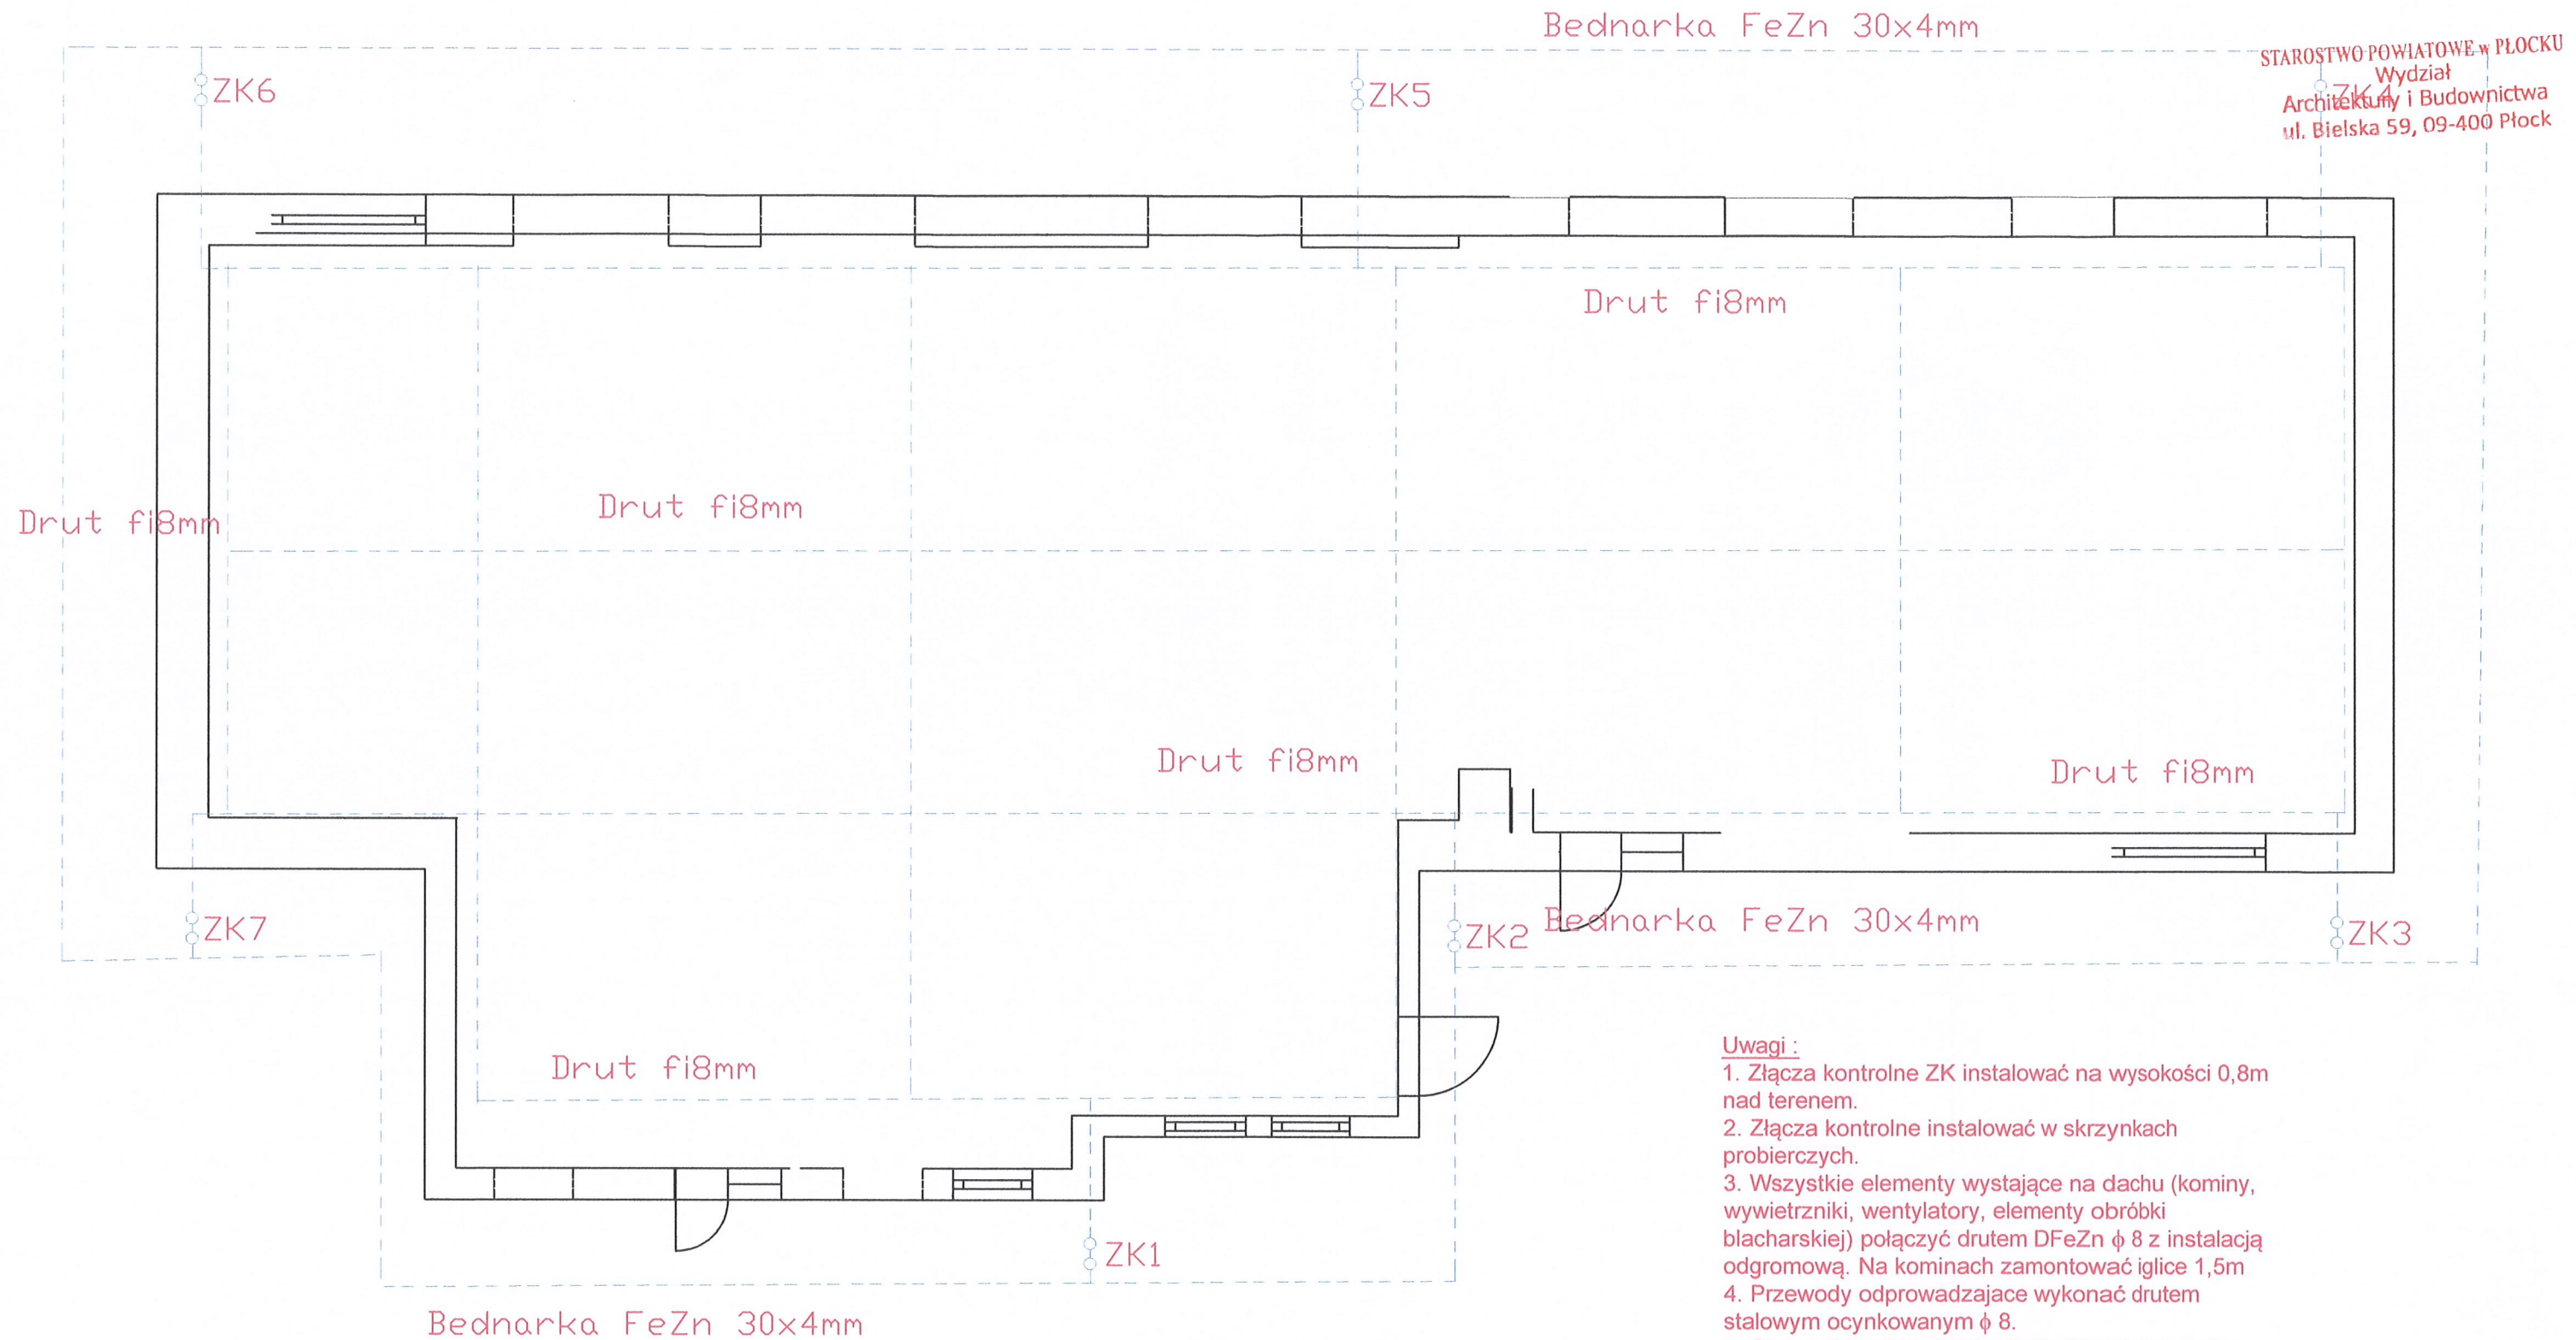 Bednarka FeZn 30x4mm
STAROSTWO POWIATOWE w PŁOCKU
Wydział
Architektury i Budownictwa
ul. Bielska 59, 09-400 Płock
ZK6
ZK5
ZK4
Drut fi8mm
Drut fi8mm
Drut fi8mm
Drut fi8mm
Drut fi8mm
ZK7
ZK2
Bednarka FeZn 30x4mm
ZK3
Drut fi8mm
ZK1
Bednarka FeZn 30x4mm
Uwagi :
1. Złącza kontrolne ZK instalować na wysokości 0,8m
nad terenem.
2. Złącza kontrolne instalować w skrzynkach
probierczych.
3. Wszystkie elementy wystające na dachu (kominy,
wywietrzniki, wentylatory, elementy obróbki
blacharskiej) połączyć drutem DFeZn ϕ 8 z instalacją
odgromową. Na kominach zamontować iglice 1,5m
4. Przewody odprowadzajace wykonać drutem
stalowym ocynkowanym ϕ 8.